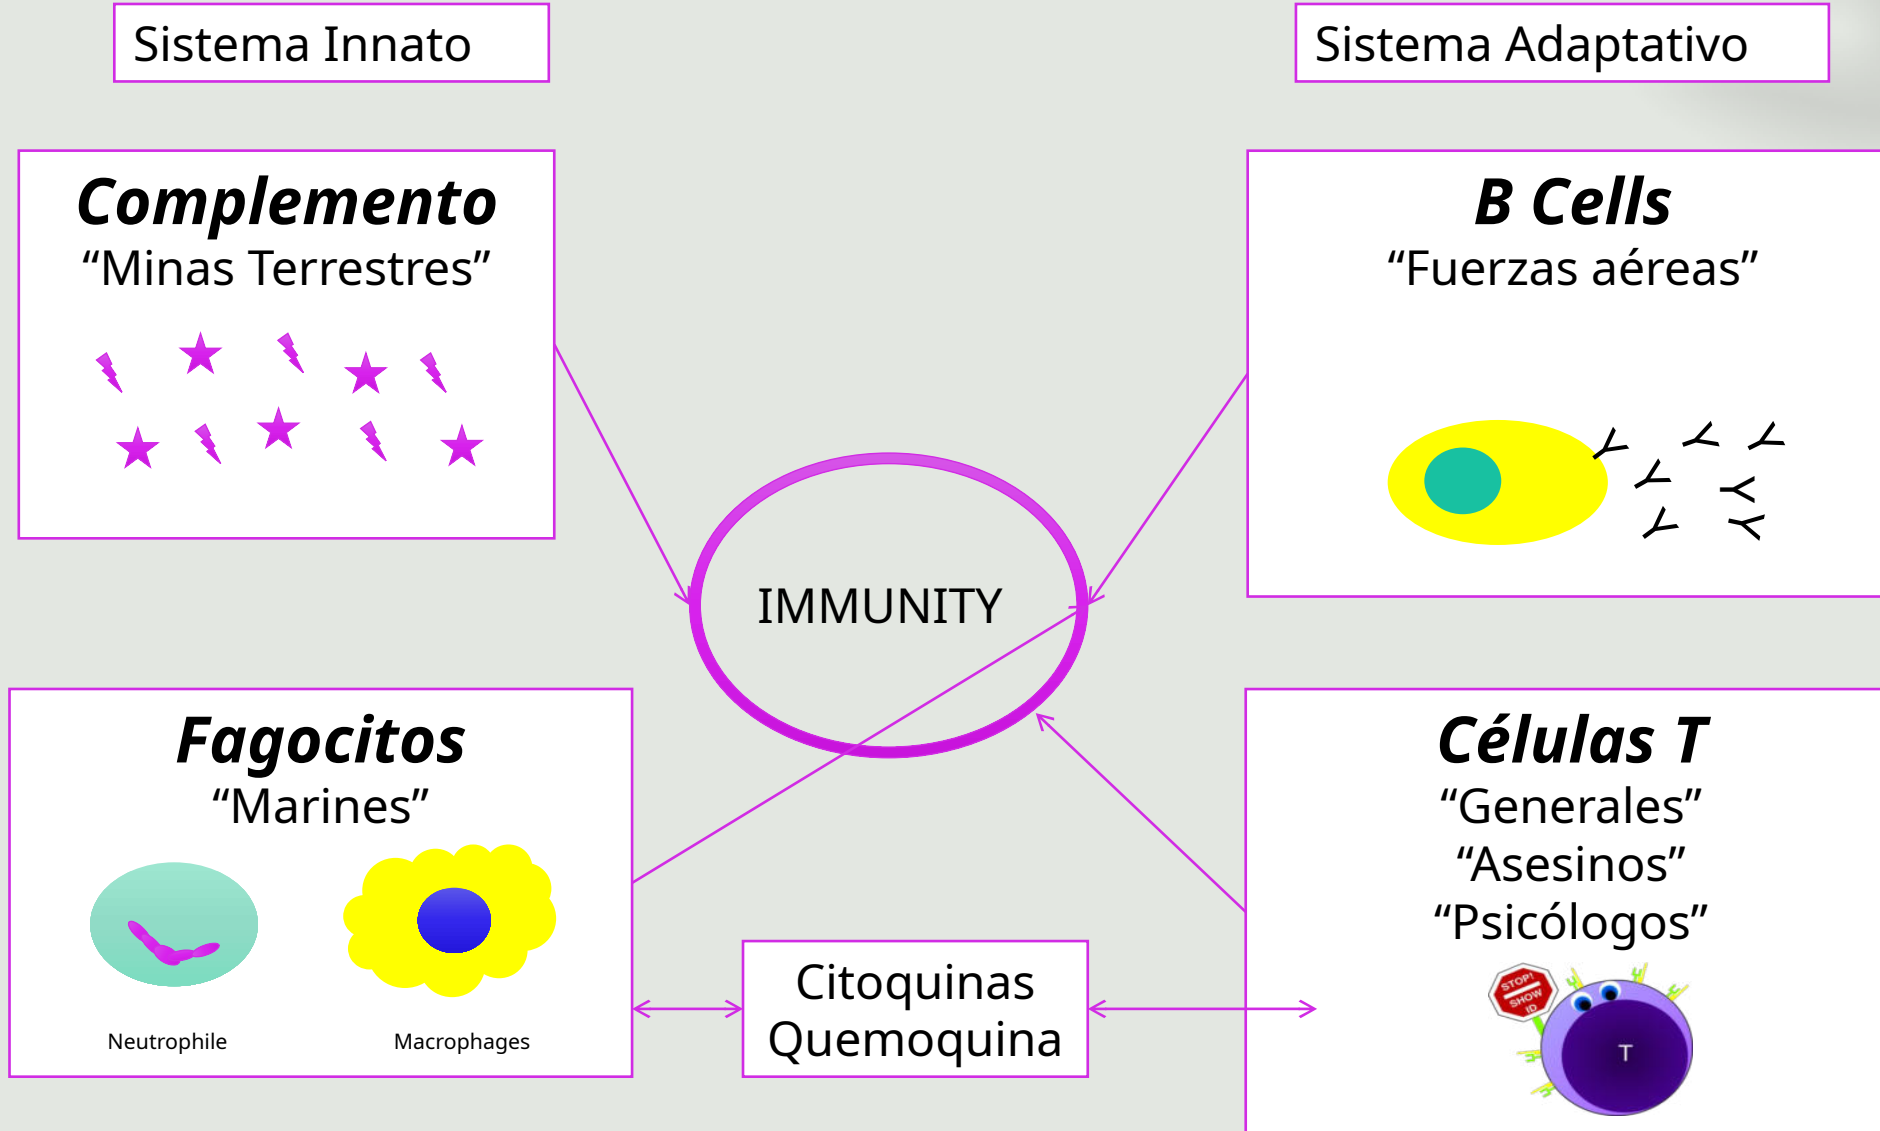 Sistema Innato
Sistema Adaptativo
Complemento
“Minas Terrestres”
B Cells
“Fuerzas aéreas”
IMMUNITY
Fagocitos
“Marines”
Neutrophile
Macrophages
Citoquinas
Quemoquina
Células T
“Generales”
“Asesinos”
“Psicólogos”
STOP!
SHOW
ID
T